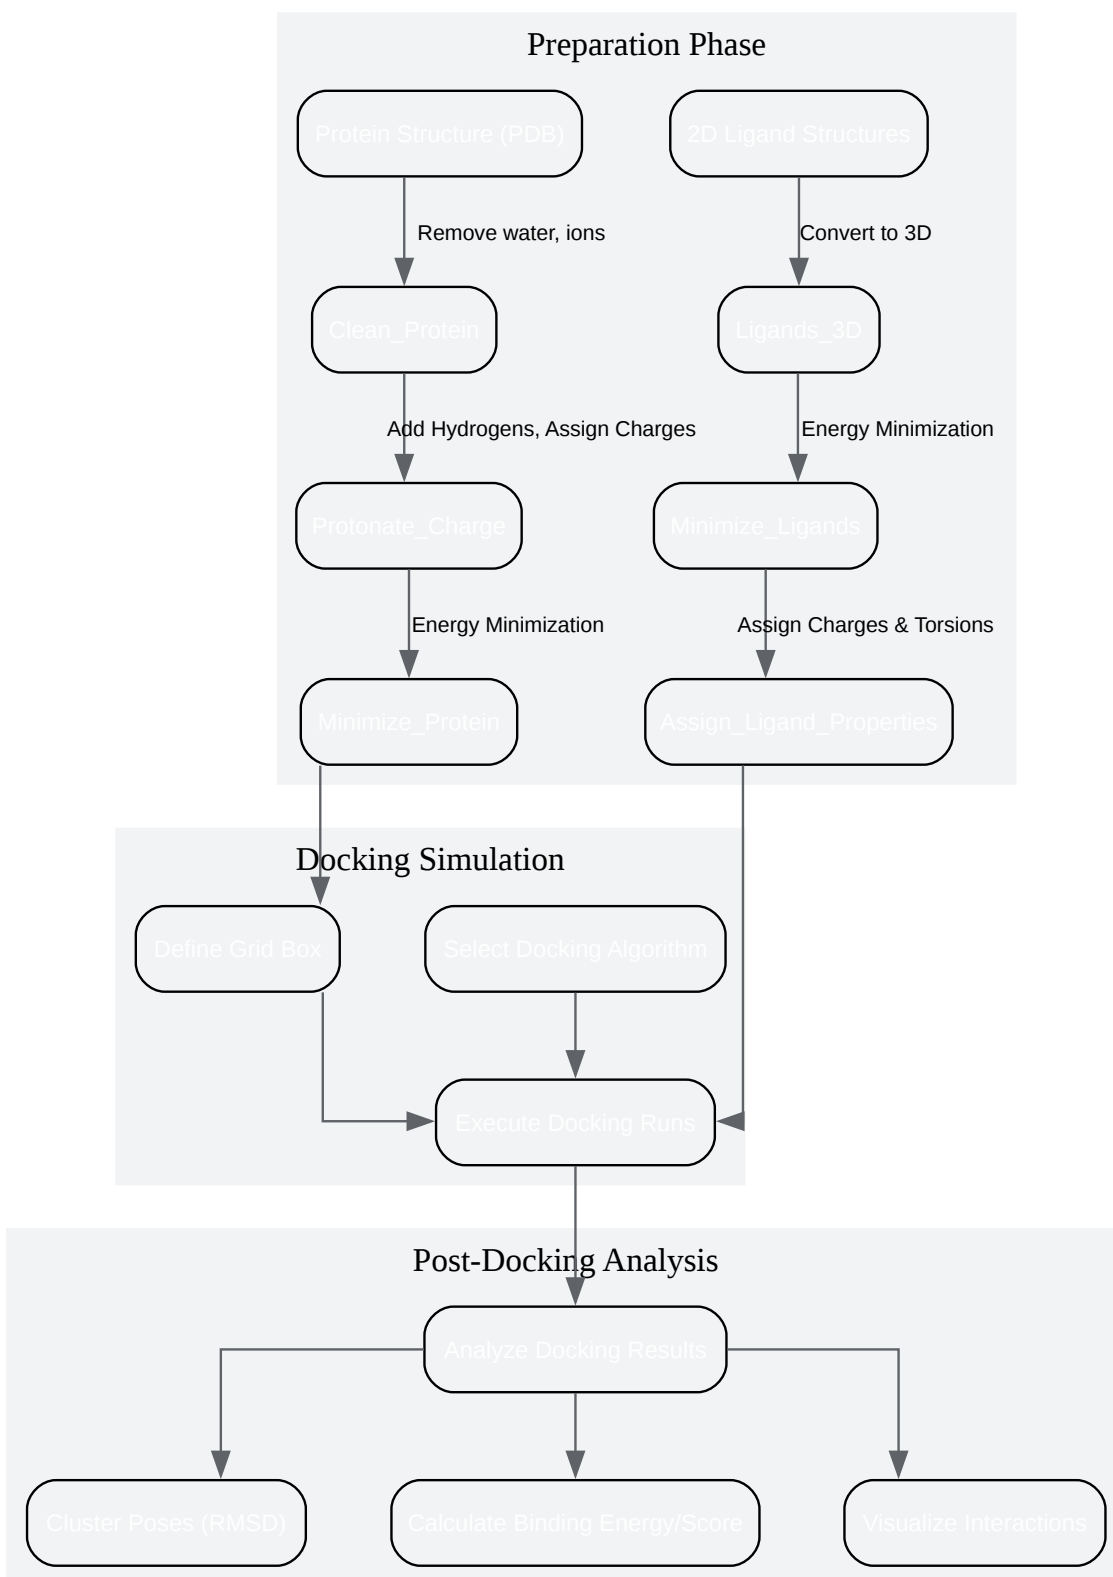 Preparation Phase
Protein Structure (PDB)
2D Ligand Structures
Remove water, ions
Convert to 3D
Clean_Protein
Ligands_3D
Add Hydrogens, Assign Charges
Energy Minimization
Protonate_Charge
Minimize_Ligands
Energy Minimization
Assign Charges & Torsions
Minimize_Protein
Assign_Ligand_Properties
Docking Simulation
Define Grid Box
Select Docking Algorithm
Execute Docking Runs
Post-Docking Analysis
Analyze Docking Results
Cluster Poses (RMSD)
Calculate Binding Energy/Score
Visualize Interactions